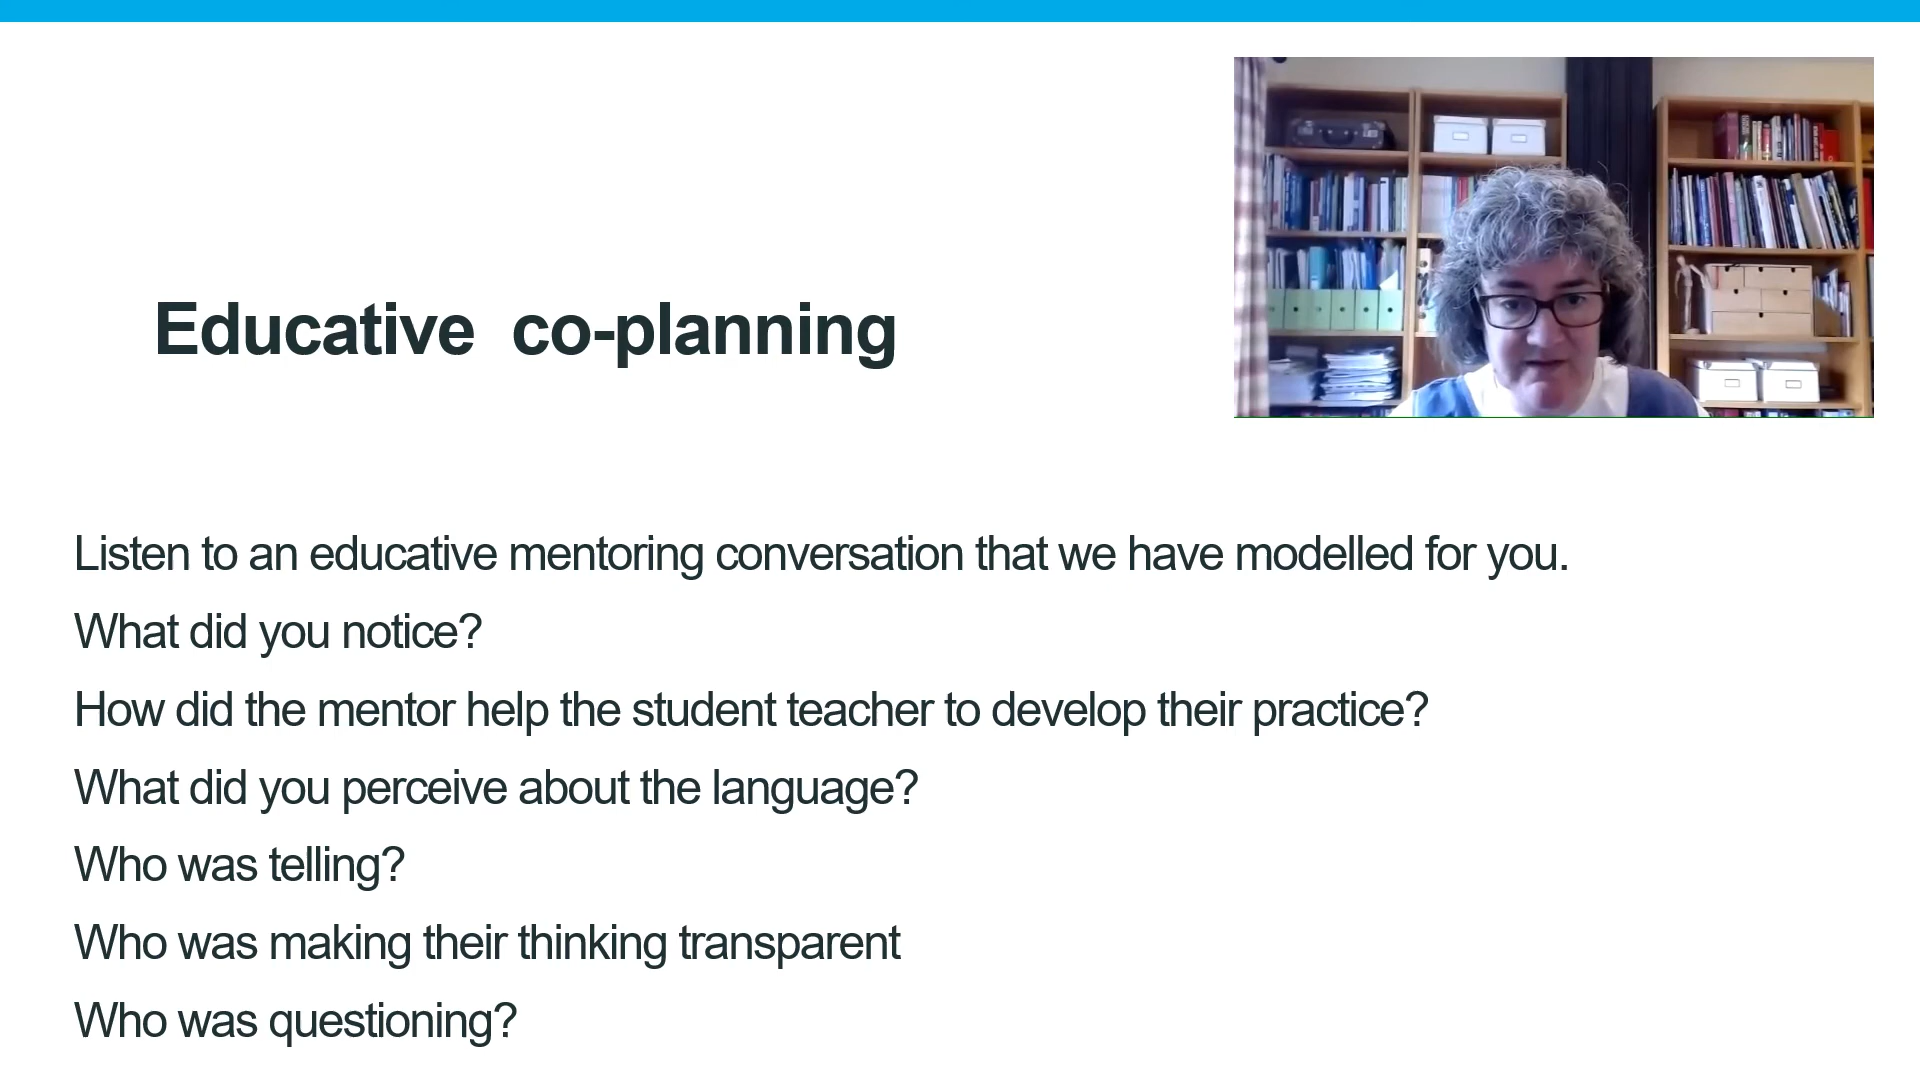 Educative co-planning
Listen to an educative mentoring conversation that we have modelled for you.
What did you notice?
How did the mentor help the student teacher to develop their practice?
What did you perceive about the language?
Who was telling?
Who was making their thinking transparent
Who was questioning?